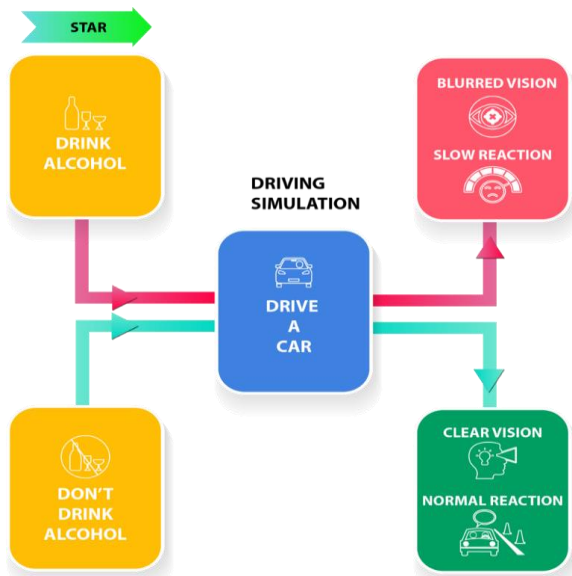 STAR
DRINK
ALCOHOL
BLURRED VISION
SLOW REACTION
DRIVING
SIMULATION
DRIVE
A
CAR
DON'T
DRINK
ALCOHOL
CLEAR VISION
NORMAL REACTION